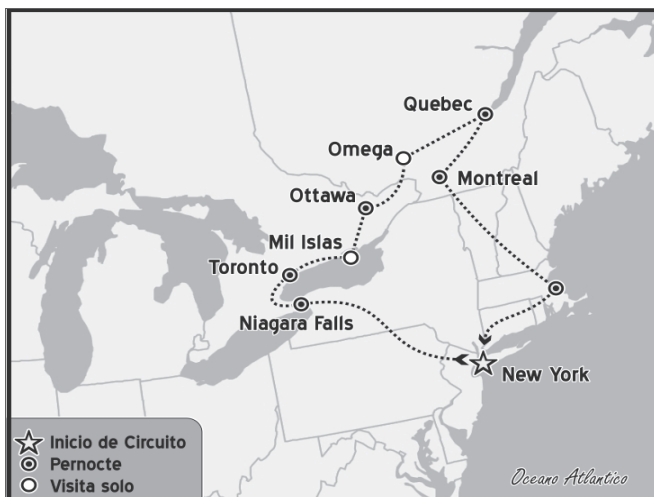 Quebec
Omega
Montreal
Ottawa
Mil Islas
Toronto
Niagara Falls
New York
Inicio de Circuito
Pernocte
Visita solo
Oceano Atlantico